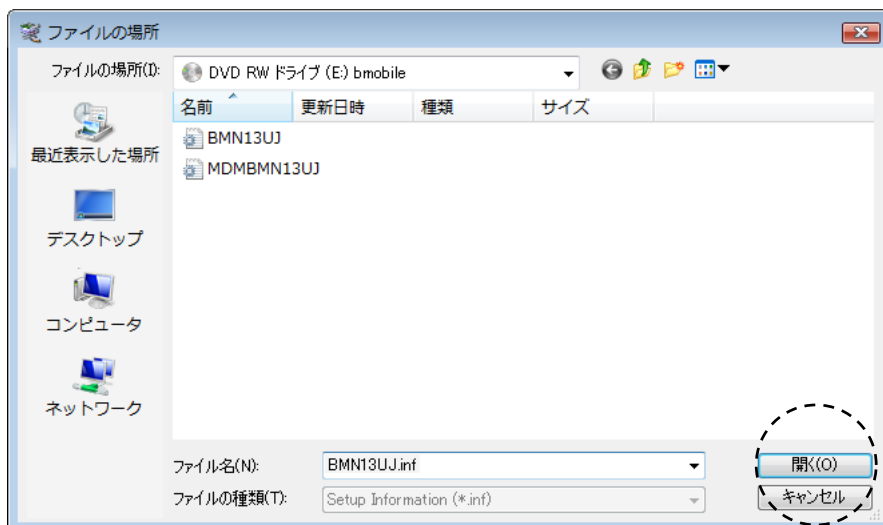 ファイルの場所
ファイルの場所(I):
DVD RW ドライブ (E:) bmobile
名前 更新日時 種類 サイズ
BMN13UJ
MDMBMN13UJ
最近表示した場所
デスクトップ
コンピュータ
ネットワーク
ファイル名(N):
BMN13UJ.inf
開く(O)
ファイルの種類(T):
Setup Information (*.inf)
キャンセル